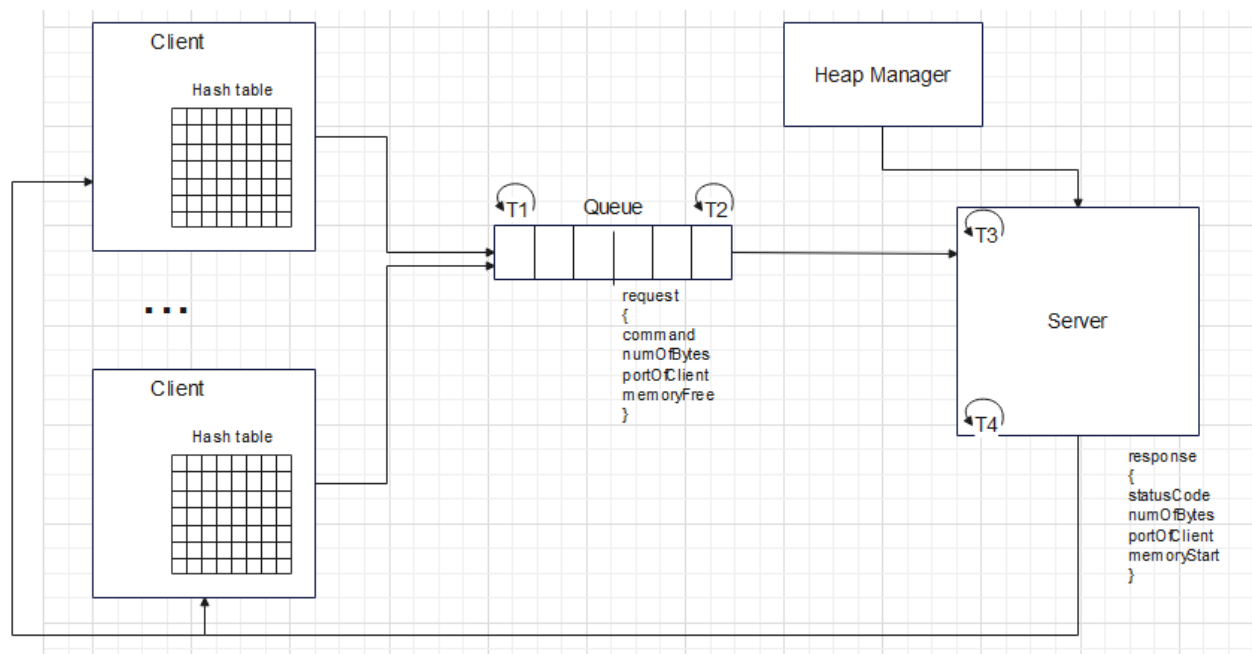 Client
Hash table
...
Client
Hash table
T1
Queue
T2
request
{
command
numOfBytes
portOfClient
memoryFree
}
Heap Manager
T3
Server
T4
response
{
statusCode
numOfBytes
portOfClient
memoryStart
}